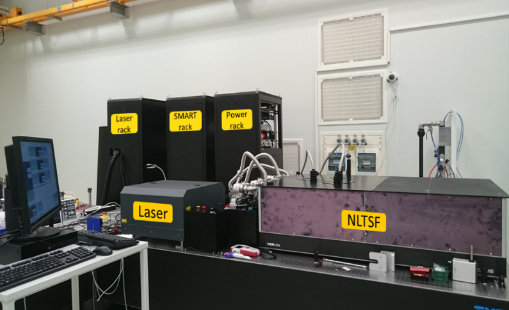 Laser
rack
SMART
rack
Power
rack
Laser
NLTSF